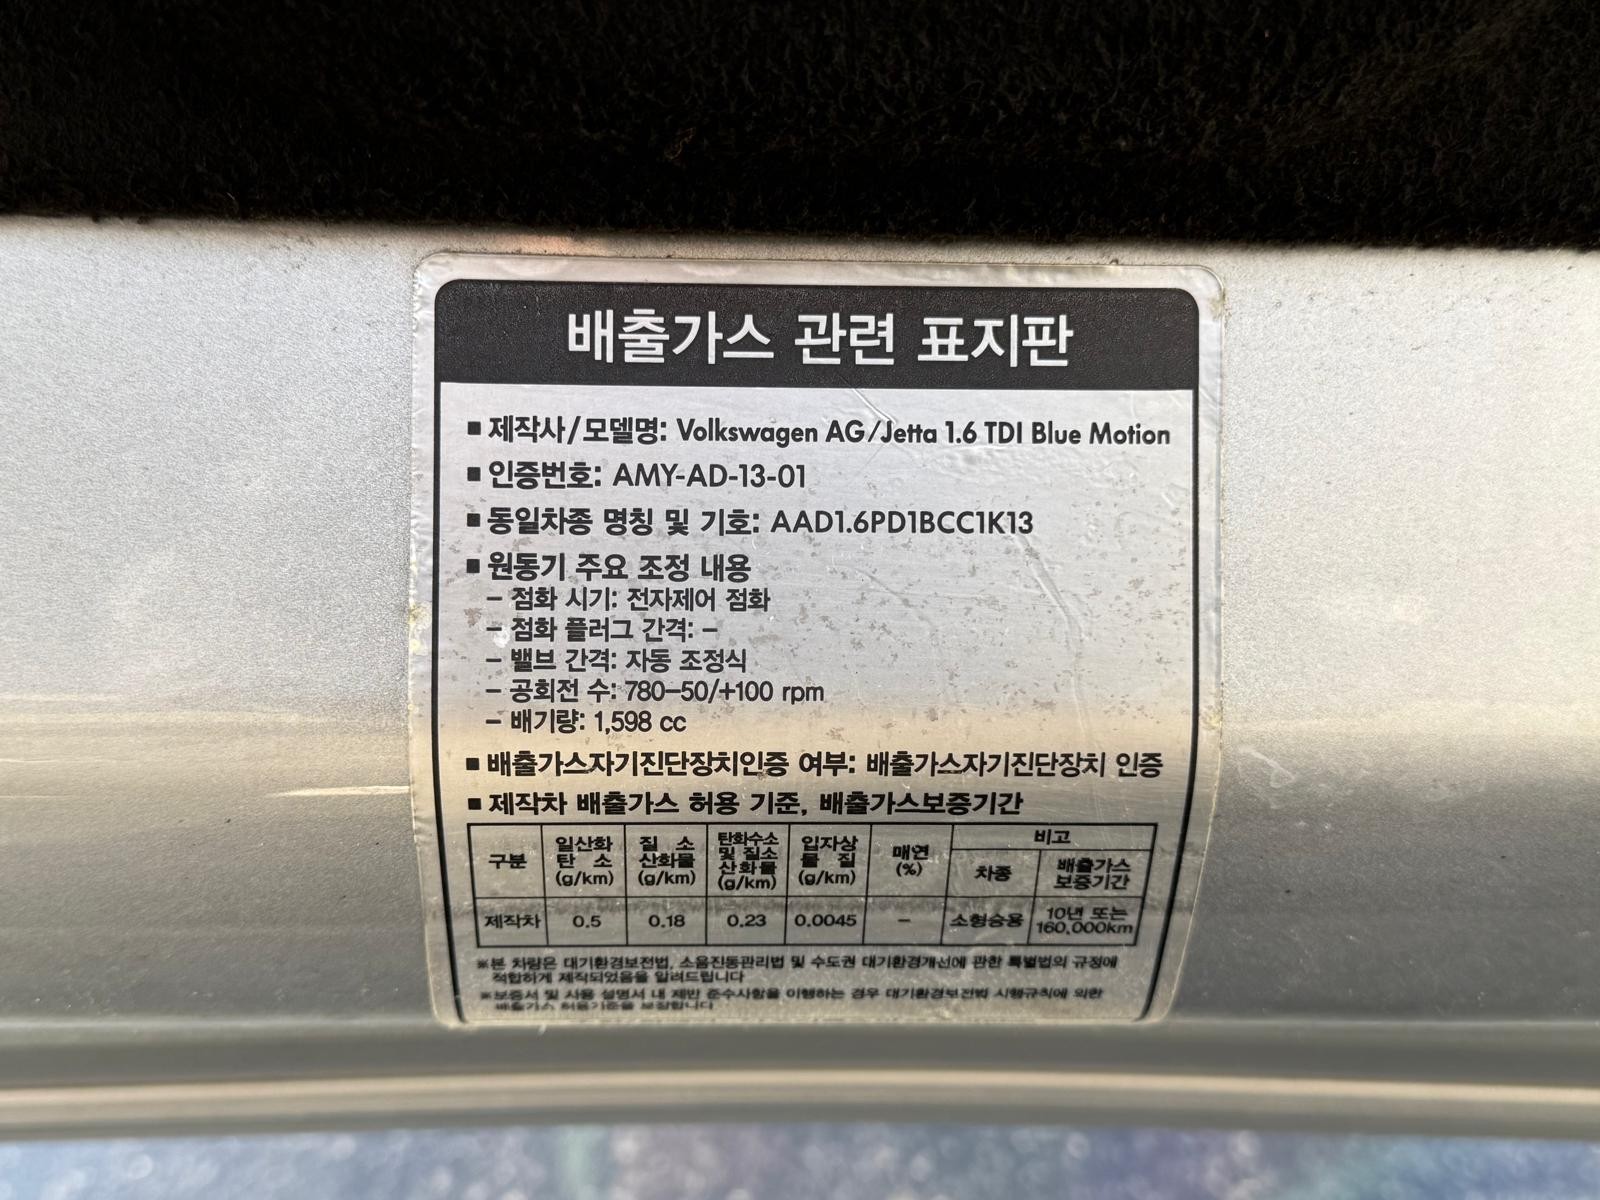 배출가스 관련 표지판
■ 제작사/모델명: Volkswagen AG/Jetta 1.6 TDI Blue Motion
■ 인증번호: AMY-AD-13-01
■ 동일차종 명칭 및 기호: AAD1.6PD1BCC1K13
■ 원동기 주요 조정 내용
– 점화 시기: 전자제어 점화
– 점화 플러그 간격: –
– 밸브 간격: 자동 조정식
– 공회전 수: 780–50/+100 rpm
– 배기량: 1,598 cc
■ 배출가스자기진단장치인증 여부: 배출가스자기진단장치 인증
■ 제작차 배출가스 허용 기준, 배출가스보증기간
구분 일산화탄소 (g/km) 질소산화물 (g/km) 탄화수소 및 질소산화물 (g/km) 입자상물질 (g/km) 매연 (%) 비고
차종 배출가스 보증기간
제작차 0.5 0.18 0.23 0.0045 – 소형승용 10년 또는 160,000km
※본 차량은 대기환경보전법, 소음진동관리법 및 수도권 대기환경개선에 관한 특별법의 규정에
적합하게 제작되었음을 알려드립니다
※보증서 및 사용 설명서 내 제반 준수사항을 이행하는 경우 대기환경보전법 시행규칙에 의한
배출가스 허용기준을 보장합니다